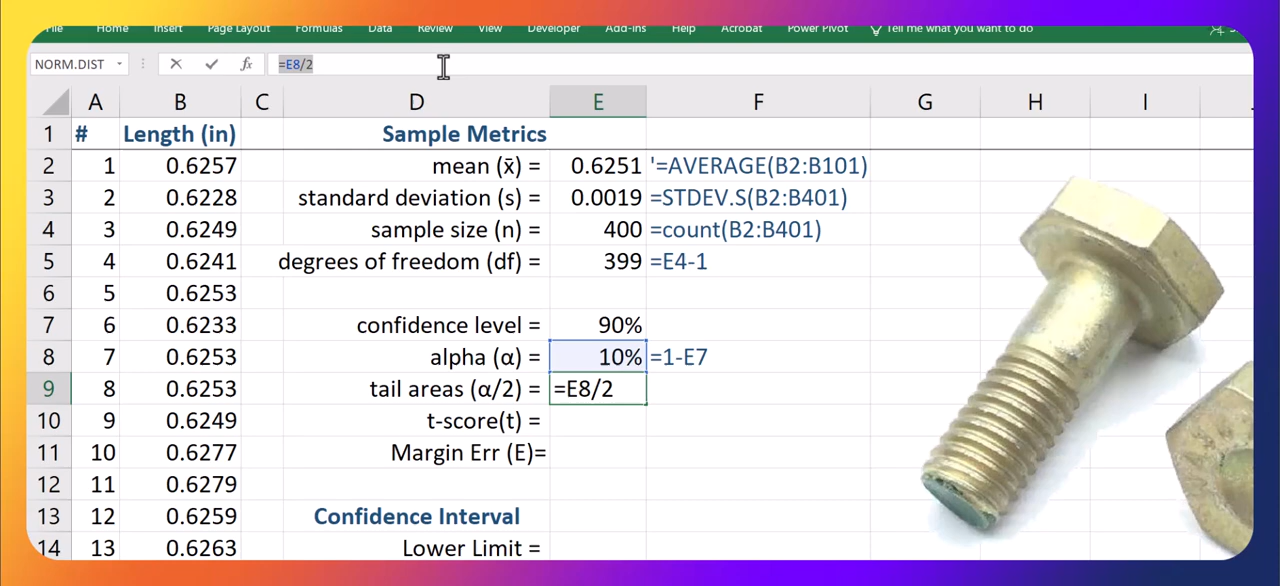 File Home Insert Page Layout Formulas Data Review View Developer Add-ins Help Acrobat Power Pivot Tell me what you want to do
NORM.DIST fx =E8/2
A B C D E F G H I
1 # Length (in) Sample Metrics
2 1 0.6257 mean (x̄) = 0.6251 '=AVERAGE(B2:B101)
3 2 0.6228 standard deviation (s) = 0.0019 =STDEV.S(B2:B401)
4 3 0.6249 sample size (n) = 400 =count(B2:B401)
5 4 0.6241 degrees of freedom (df) = 399 =E4-1
6 5 0.6253
7 6 0.6233 confidence level = 90%
8 7 0.6253 alpha (α) = 10% =1-E7
9 8 0.6253 tail areas (α/2) = =E8/2
10 9 0.6249 t-score(t) =
11 10 0.6277 Margin Err (E)=
12 11 0.6279
13 12 0.6259 Confidence Interval
14 13 0.6263 Lower Limit =